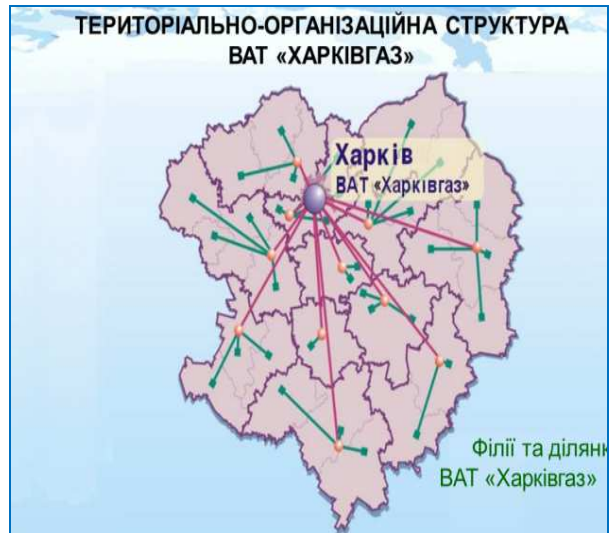 ТЕРИТОРІАЛЬНО-ОРГАНІЗАЦІЙНА СТРУКТУРА
ВАТ «ХАРКІВГАЗ»
Харків
ВАТ «Харківгаз»
Філії та ділянк
ВАТ «Харківгаз»